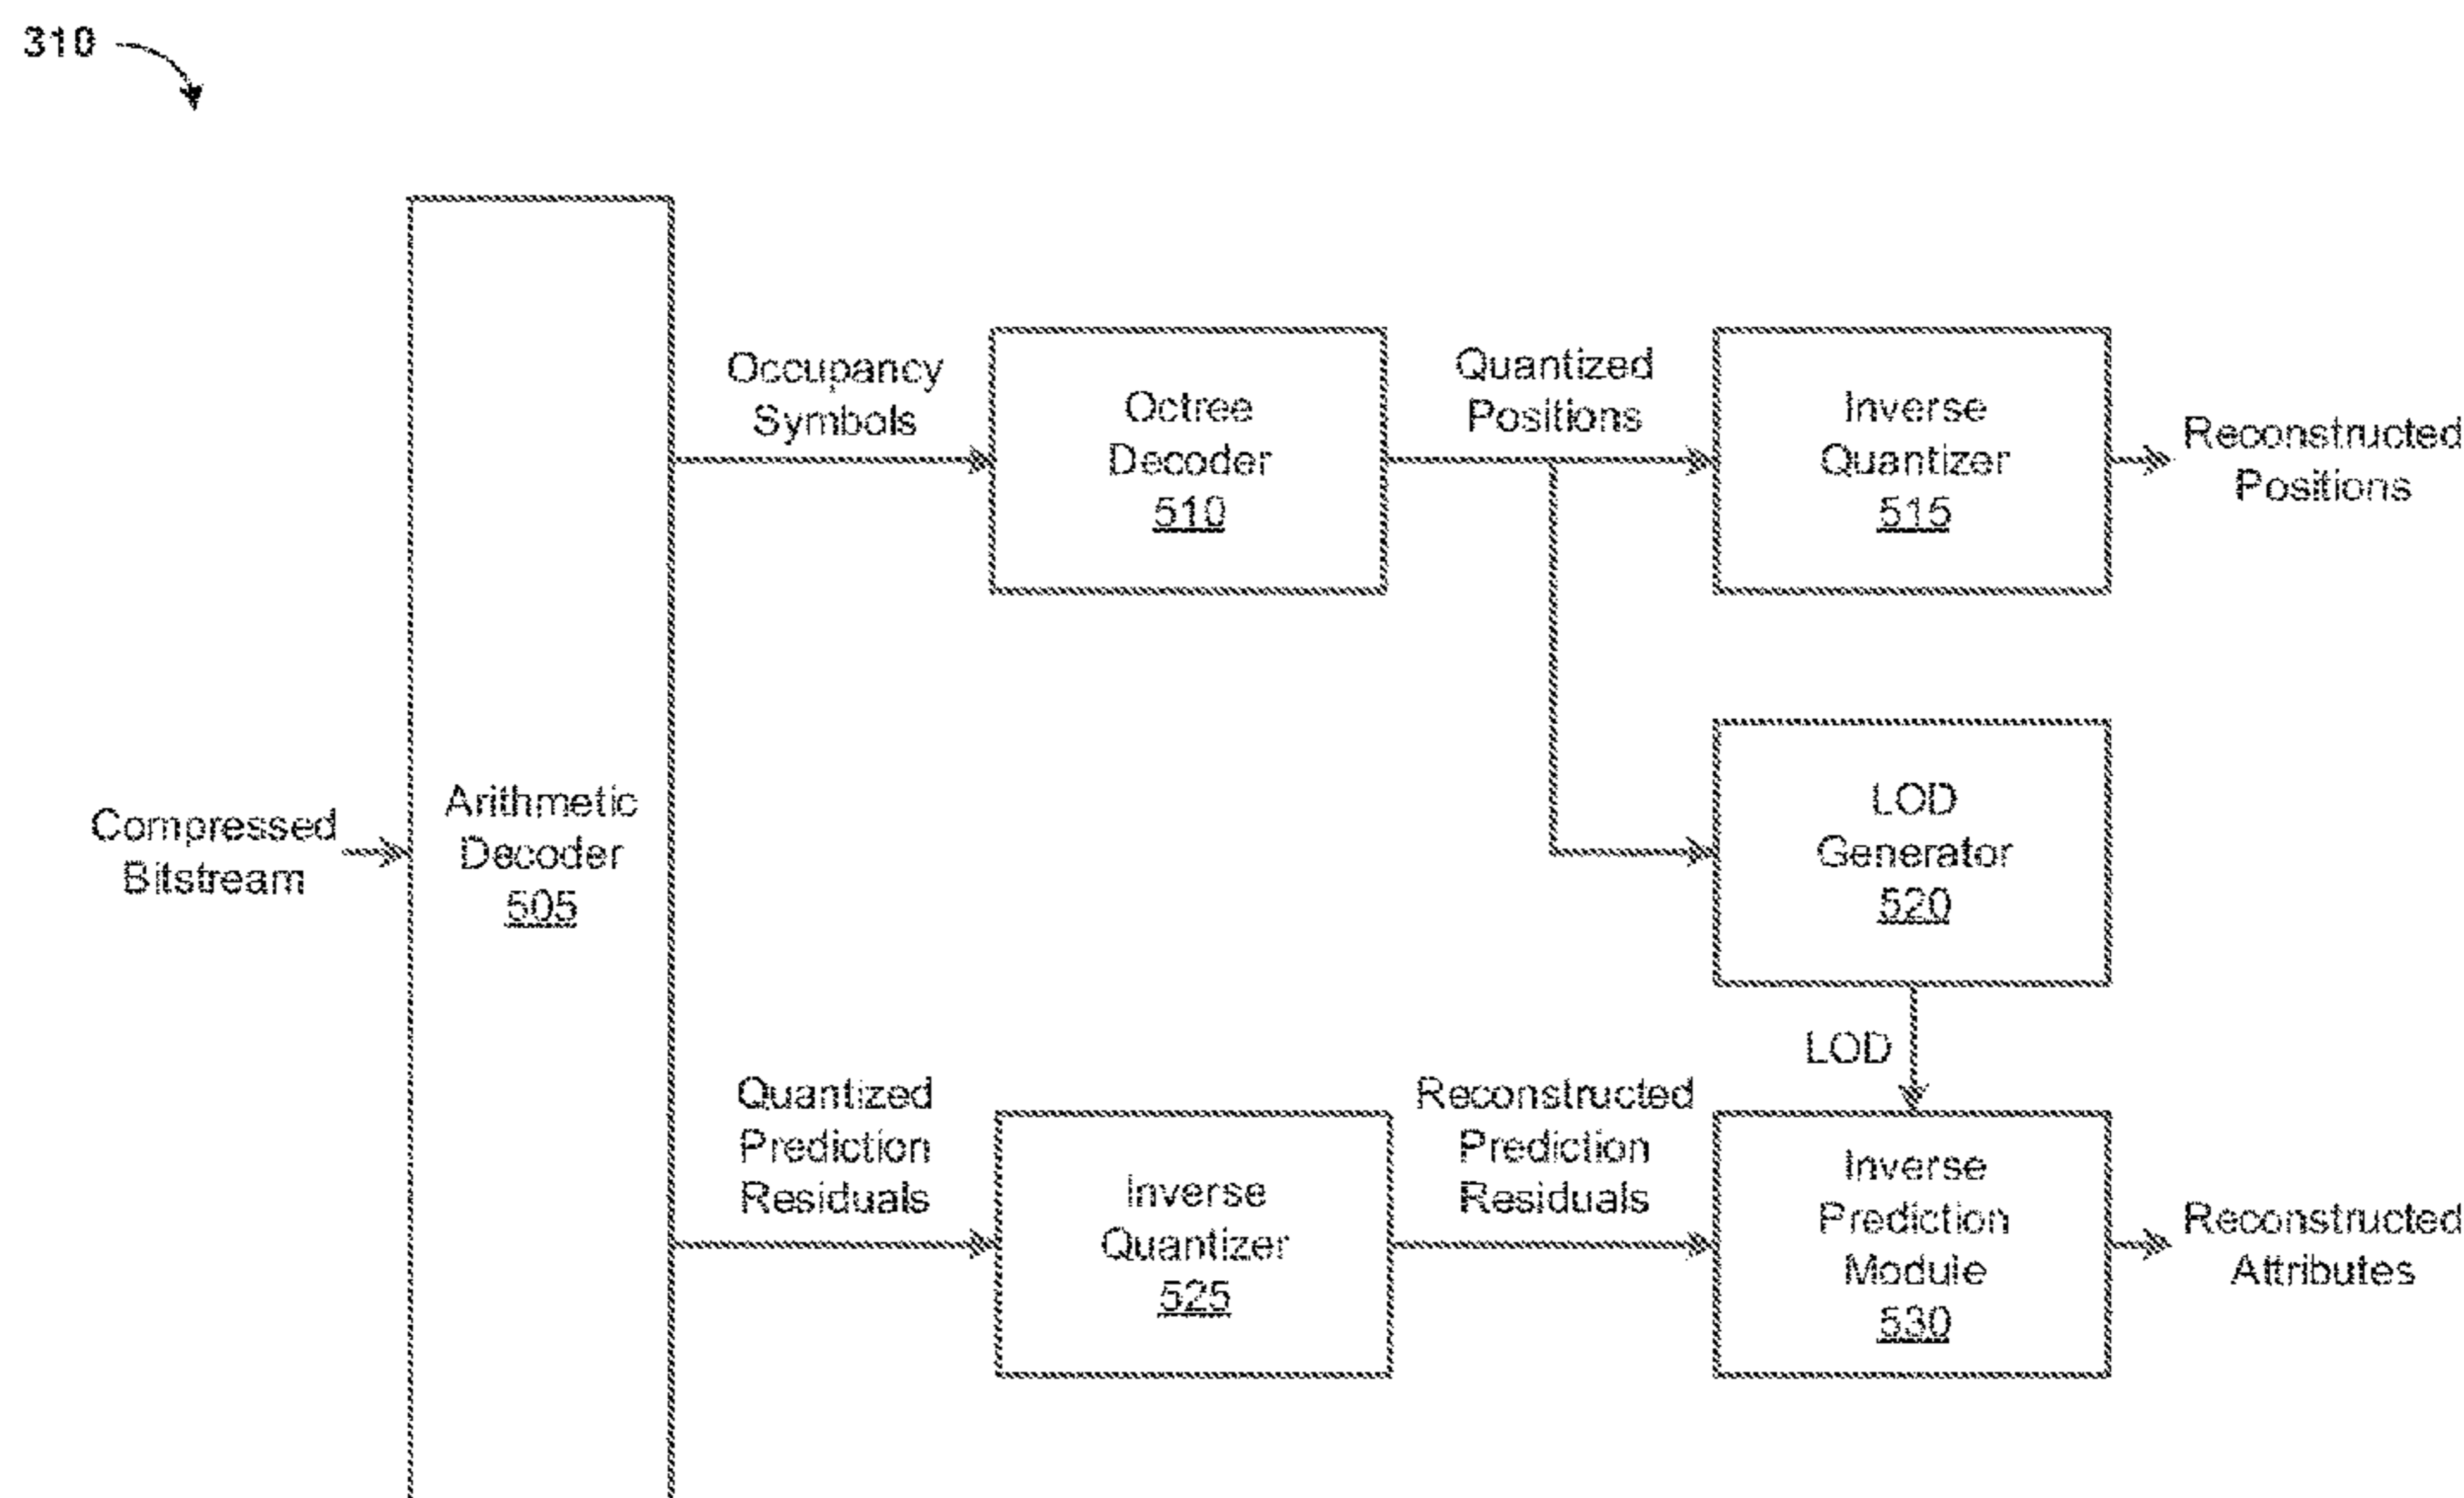 310
Occupancy
Symbols
Octree
Decoder
510
Quantized
Positions
Inverse
Quantizer
515
Reconstructed
Positions
Compressed
Bitstream
Arithmetic
Decoder
505
LOD
Generator
520
LOD
Quantized
Prediction
Residuals
Inverse
Quantizer
525
Reconstructed
Prediction
Residuals
Inverse
Prediction
Module
530
Reconstructed
Attributes